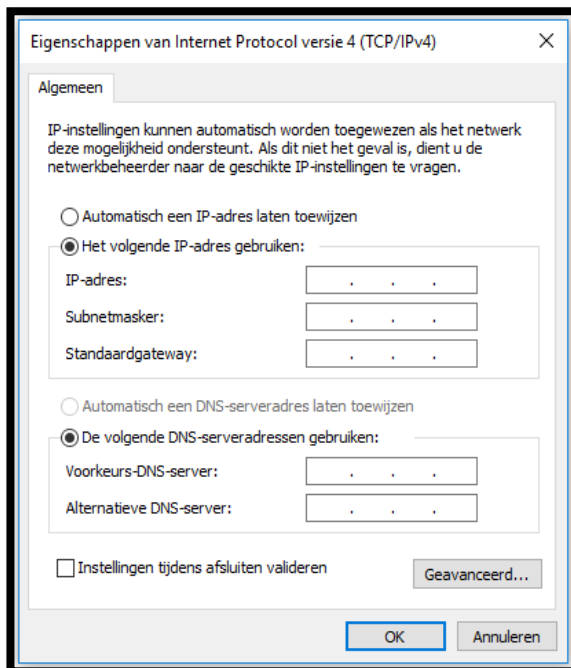 Eigenschappen van Internet Protocol versie 4 (TCP/IPv4)
Algemeen
IP-instellingen kunnen automatisch worden toegewezen als het netwerk
deze mogelijkheid ondersteunt. Als dit niet het geval is, dient u de
netwerkbeheerder naar de geschikte IP-instellingen te vragen.
Automatisch een IP-adres laten toewijzen
Het volgende IP-adres gebruiken:
IP-adres:
Subnetmasker:
Standaardgateway:
Automatisch een DNS-serveradres laten toewijzen
De volgende DNS-serveradressen gebruiken:
Voorkeurs-DNS-server:
Alternatieve DNS-server:
Instellingen tijdens afsluiten valideren
Geavanceerd...
OK
Annuleren